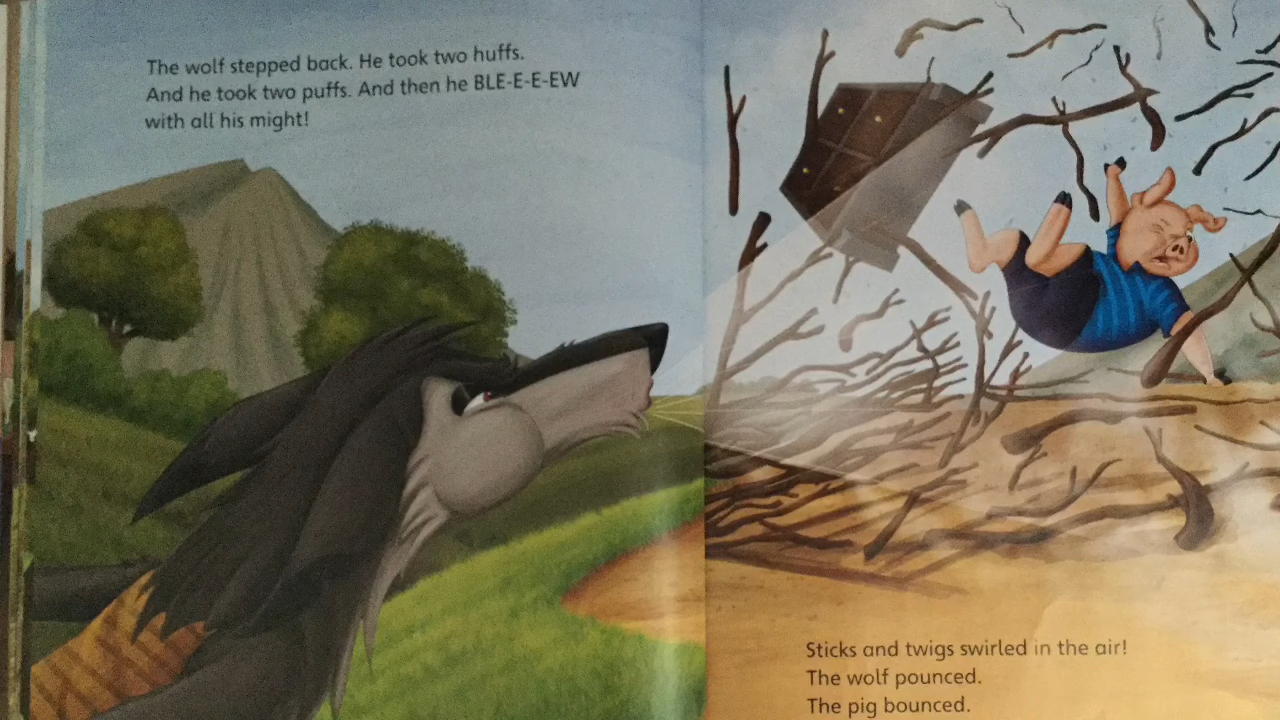 The wolf stepped back. He took two huffs.
And he took two puffs. And then he BLE-E-E-EW
with all his might!
Sticks and twigs swirled in the air!
The wolf pounced.
The pig bounced.